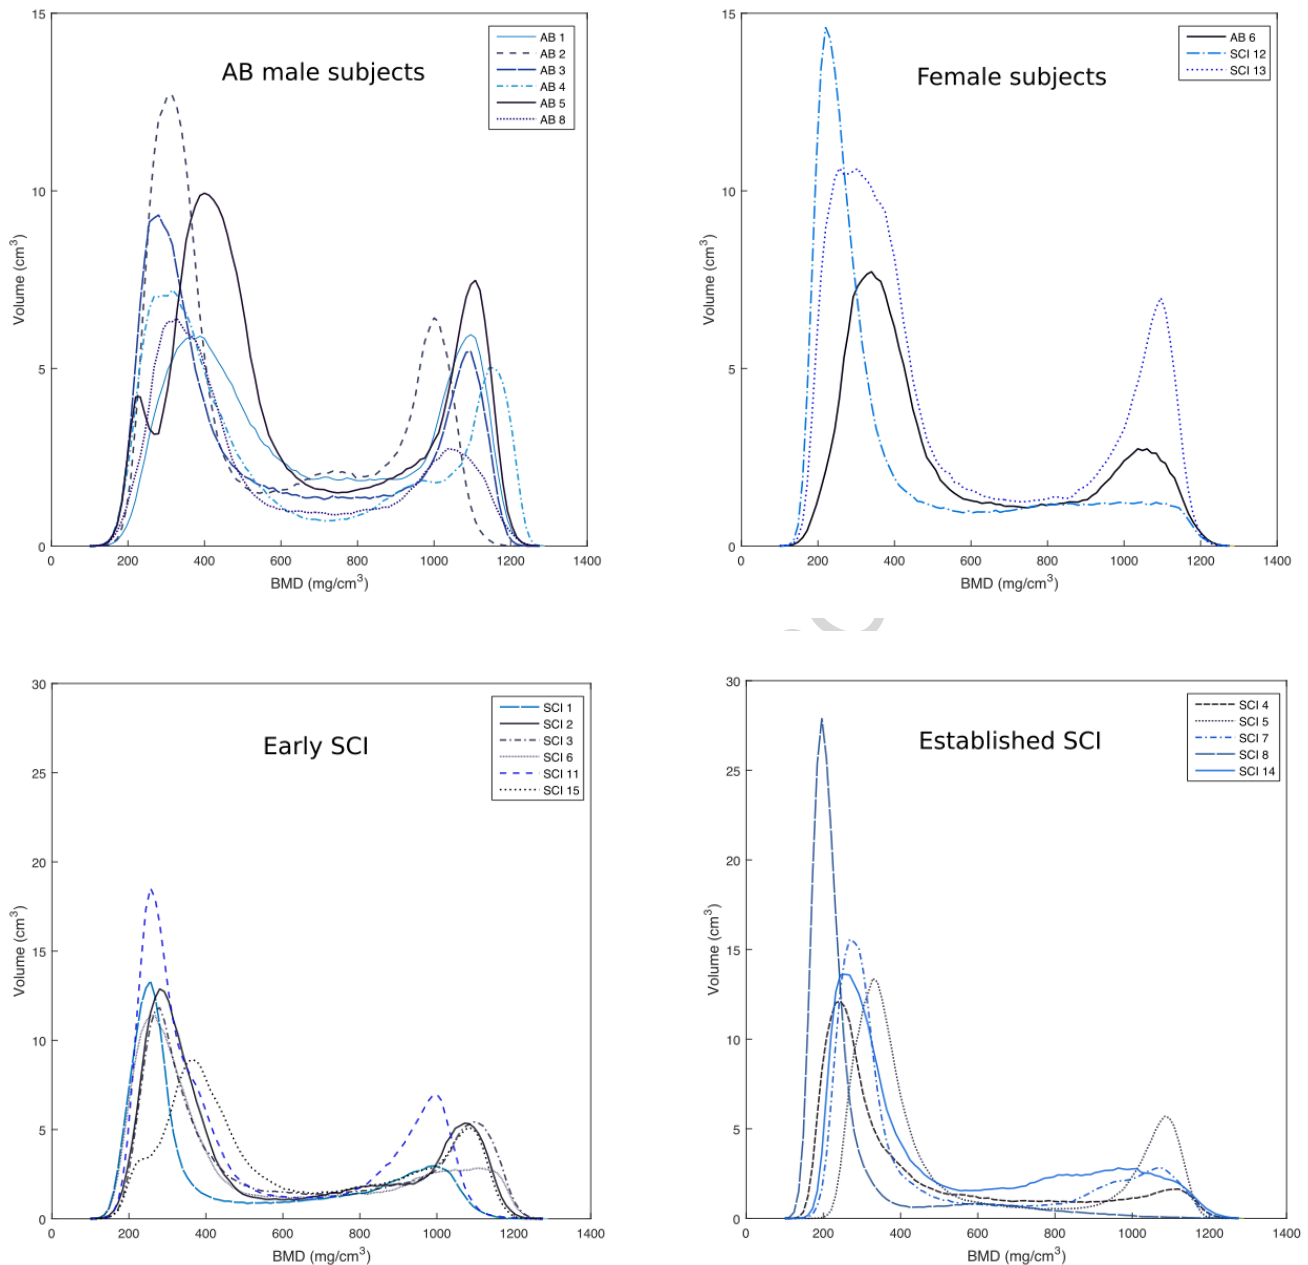 AB male subjects
AB 1
AB 2
AB 3
AB 4
AB 5
AB 8
15
10
5
0
Volume (cm³)
0 200 400 600 800 1000 1200 1400
BMD (mg/cm³)
Female subjects
AB 6
SCI 12
SCI 13
15
10
5
0
Volume (cm³)
0 200 400 600 800 1000 1200 1400
BMD (mg/cm³)
Early SCI
SCI 1
SCI 2
SCI 3
SCI 6
SCI 11
SCI 15
30
25
20
15
10
5
0
Volume (cm³)
0 200 400 600 800 1000 1200 1400
BMD (mg/cm³)
Established SCI
SCI 4
SCI 5
SCI 7
SCI 8
SCI 14
30
25
20
15
10
5
0
Volume (cm³)
0 200 400 600 800 1000 1200 1400
BMD (mg/cm³)